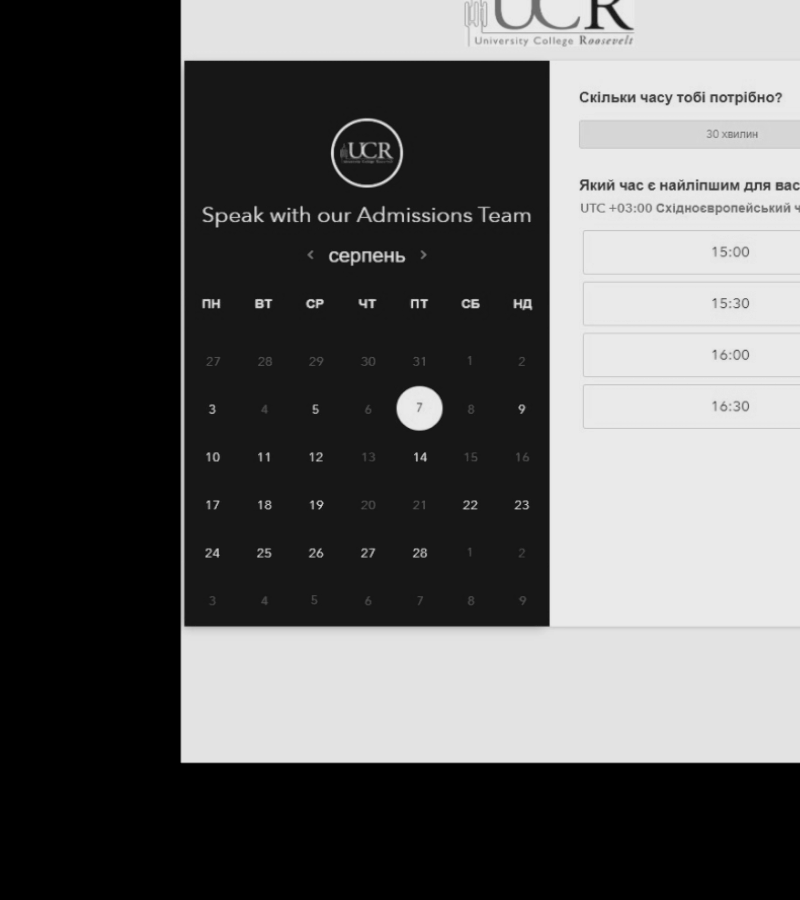 UCR
University College Roosevelt
UCR
Speak with our Admissions Team
‹ серпень ›
ПН ВТ СР ЧТ ПТ СБ НД
27 28 29 30 31 1 2
3 4 5 6 7 8 9
10 11 12 13 14 15 16
17 18 19 20 21 22 23
24 25 26 27 28 1 2
3 4 5 6 7 8 9
Скільки часу тобі потрібно?
30 хвилин
Який час є найліпшим для вас
UTC +03:00 Східноєвропейський ч
15:00
15:30
16:00
16:30